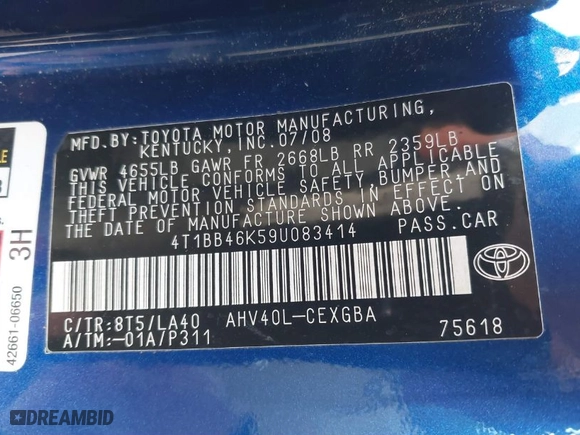 MFD.BY:TOYOTA MOTOR MANUFACTURING,
KENTUCKY, INC.07/08
GVWR 4655LB GAWR FR 2668LB RR 2359LB
THIS VEHICLE CONFORMS TO ALL APPLICABLE
FEDERAL MOTOR VEHICLE SAFETY, BUMPER, AND
THEFT PREVENTION STANDARDS IN EFFECT ON
THE DATE OF MANUFACTURE SHOWN ABOVE.
4T1BB46K59U083414 PASS.CAR
C/TR:8T5/LA40 AHV40L-CEXGBA
A/TM:-01A/P311 75618
TOYOTA
3H
42661-06650
DREAMBID